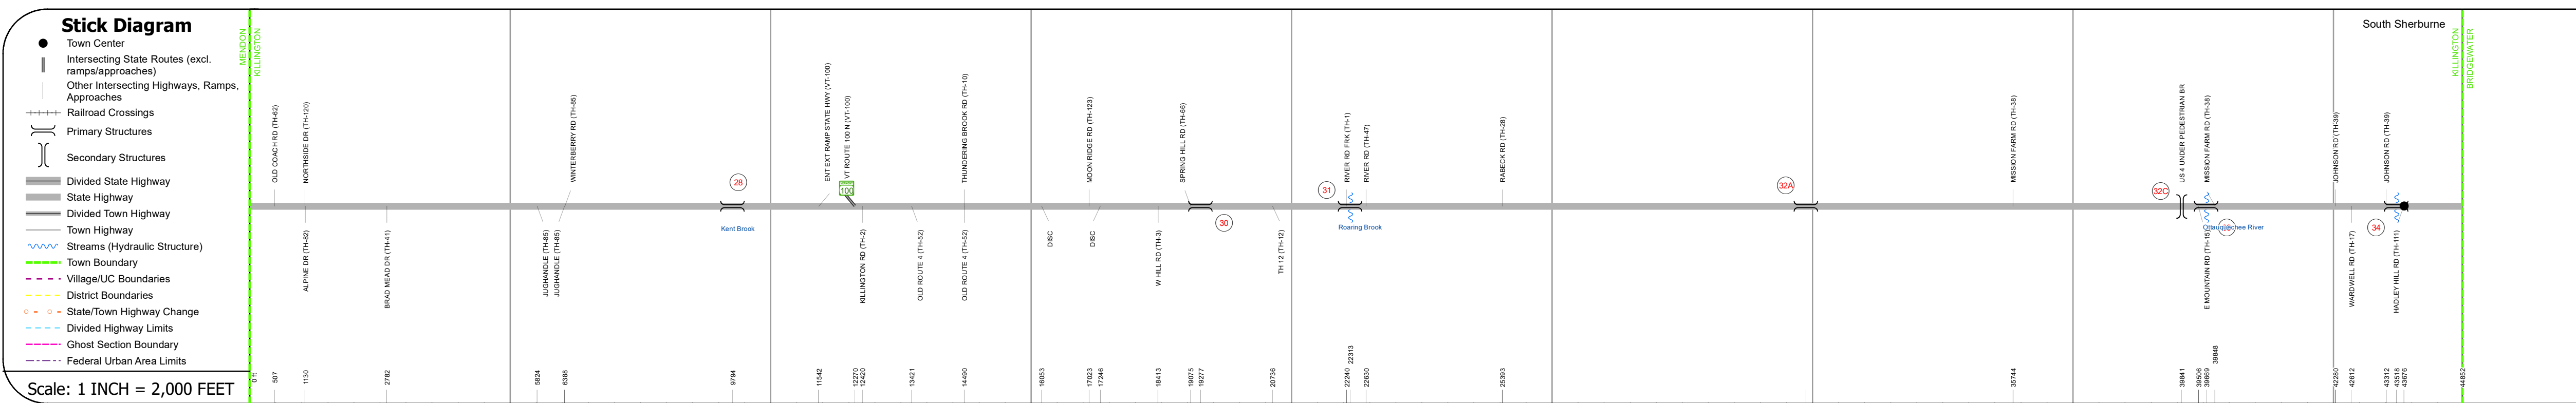 Stick Diagram
Town Center
Intersecting State Routes (excl.
ramps/approaches)
Other Intersecting Highways, Ramps,
Approaches
Railroad Crossings
Primary Structures
Secondary Structures
Divided State Highway
State Highway
Divided Town Highway
Town Highway
Streams (Hydraulic Structure)
Town Boundary
Village/UC Boundaries
District Boundaries
State/Town Highway Change
Divided Highway Limits
Ghost Section Boundary
Federal Urban Area Limits
Scale: 1 INCH = 2,000 FEET
MENDON
KILLINGTON
South Sherburne
KILLINGTON
BRIDGEWATER
OLD COACH RD (TH-62)
NORTHSIDE DR (TH-120)
WINTERBERRY RD (TH-85)
ENT EXT RAMP STATE HWY (VT-100)
VT ROUTE 100 N (VT-100)
THUNDERING BROOK RD (TH-10)
MOON RIDGE RD (TH-123)
SPRING HILL RD (TH-66)
RIVER RD FRK (TH-1)
RIVER RD (TH-47)
RABECK RD (TH-28)
MISSION FARM RD (TH-38)
US 4 UNDER PEDESTRIAN BR
MISSION FARM RD (TH-38)
JOHNSON RD (TH-39)
JOHNSON RD (TH-39)
28
100
31
32A
32C
30
34
Kent Brook
Roaring Brook
Ottauquechee River
ALPINE DR (TH-82)
BRAD MEAD DR (TH-41)
JUGHANDLE (TH-85)
JUGHANDLE (TH-85)
KILLINGTON RD (TH-2)
OLD ROUTE 4 (TH-52)
OLD ROUTE 4 (TH-52)
DISC
DISC
W HILL RD (TH-3)
TH 12 (TH-12)
E MOUNTAIN RD (TH-15)
WARDWELL RD (TH-17)
HADLEY HILL RD (TH-111)
0 ft
507
1130
2782
5824
6388
9794
11542
12270
12420
13421
14490
16053
17023
17246
18413
19075
19277
20736
22240
22313
22630
25393
35744
39841
39506
39669
39848
42280
42612
43312
43518
43676
44852